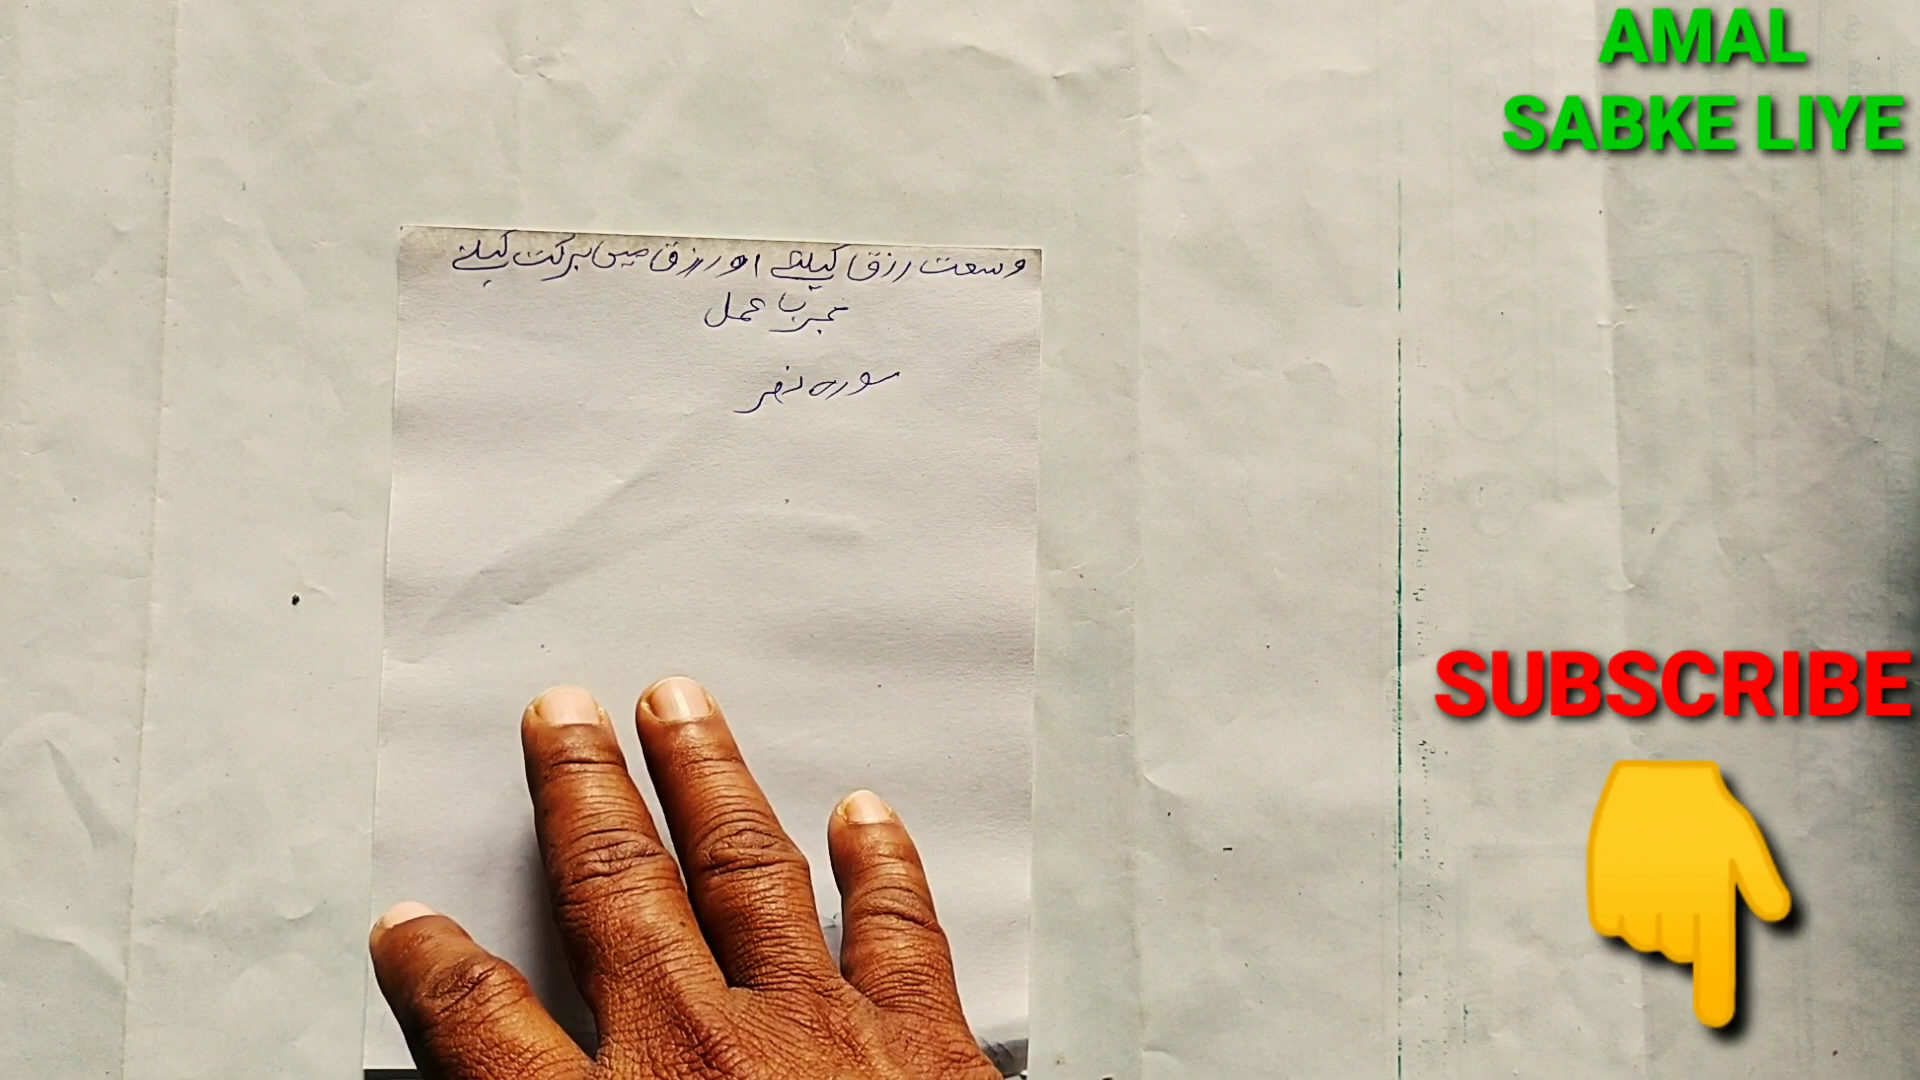 وسعت رزق کیلئے اور رزق میں برکت کیلئے
مجرب عمل
سورہ نصر
AMAL
SABKE LIYE
SUBSCRIBE